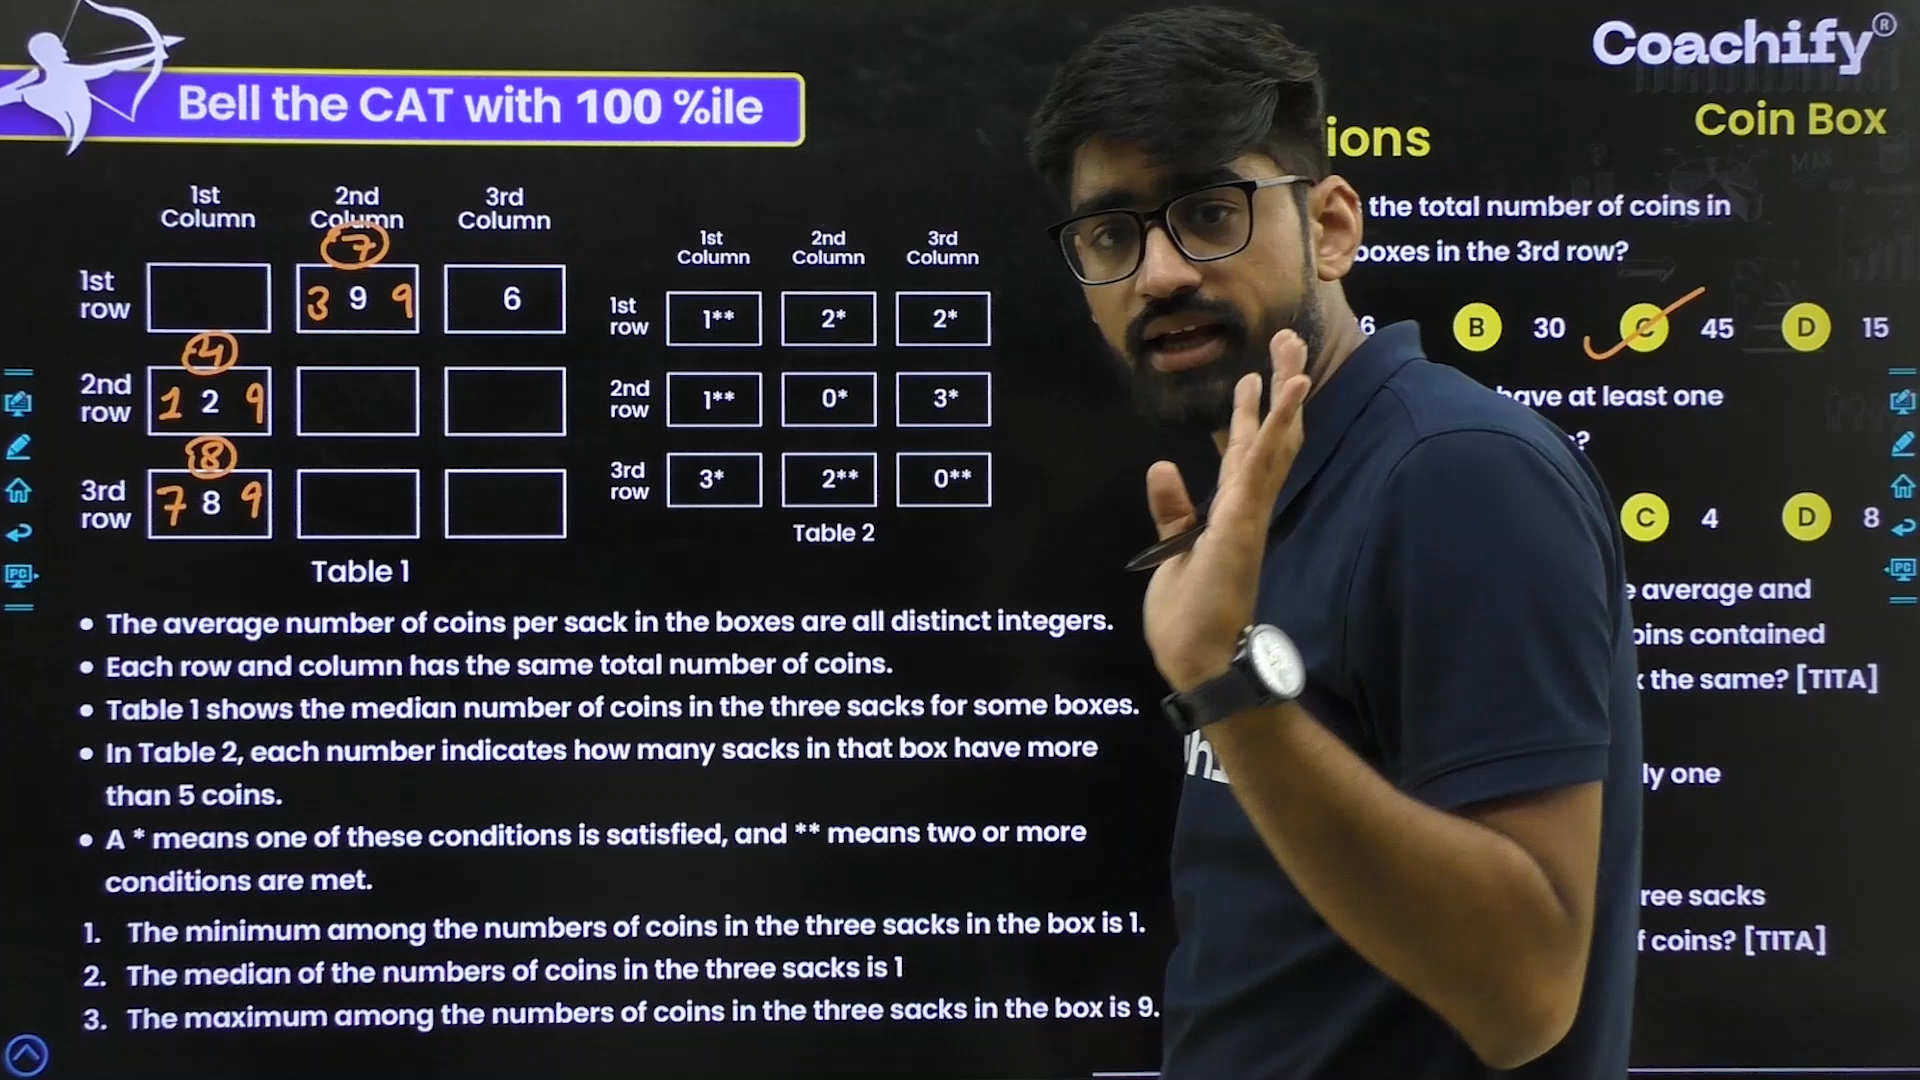 Bell the CAT with 100 %ile
Coachify®
Coin Box
ions
1st Column
2nd Column
3rd Column
7
1st row
3 9 9
6
4
2nd row
1 2 9
8
3rd row
7 8 9
Table 1
1st Column
2nd Column
3rd Column
1st row
1**
2*
2*
2nd row
1**
0*
3*
3rd row
3*
2**
0**
Table 2
• The average number of coins per sack in the boxes are all distinct integers.
• Each row and column has the same total number of coins.
• Table 1 shows the median number of coins in the three sacks for some boxes.
• In Table 2, each number indicates how many sacks in that box have more
than 5 coins.
• A * means one of these conditions is satisfied, and ** means two or more
conditions are met.
1. The minimum among the numbers of coins in the three sacks in the box is 1.
2. The median of the numbers of coins in the three sacks is 1
3. The maximum among the numbers of coins in the three sacks in the box is 9.
the total number of coins in
boxes in the 3rd row?
6 B 30 C 45 D 15
have at least one
?
C 4 D 8
average and
oins contained
the same? [TITA]
ly one
ree sacks
f coins? [TITA]
PC
PC